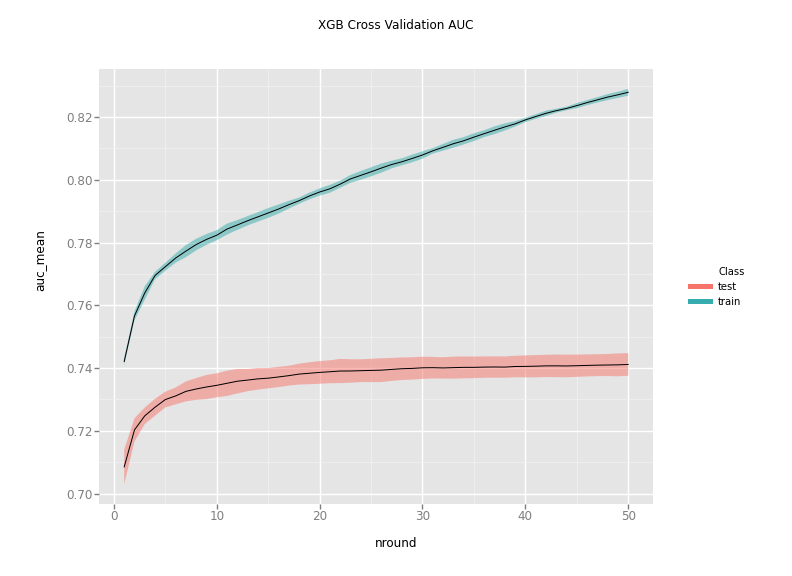 XGB Cross Validation AUC
auc_mean
0.82
0.80
0.78
0.76
0.74
0.72
0.70
0 10 20 30 40 50
nround
Class
test
train